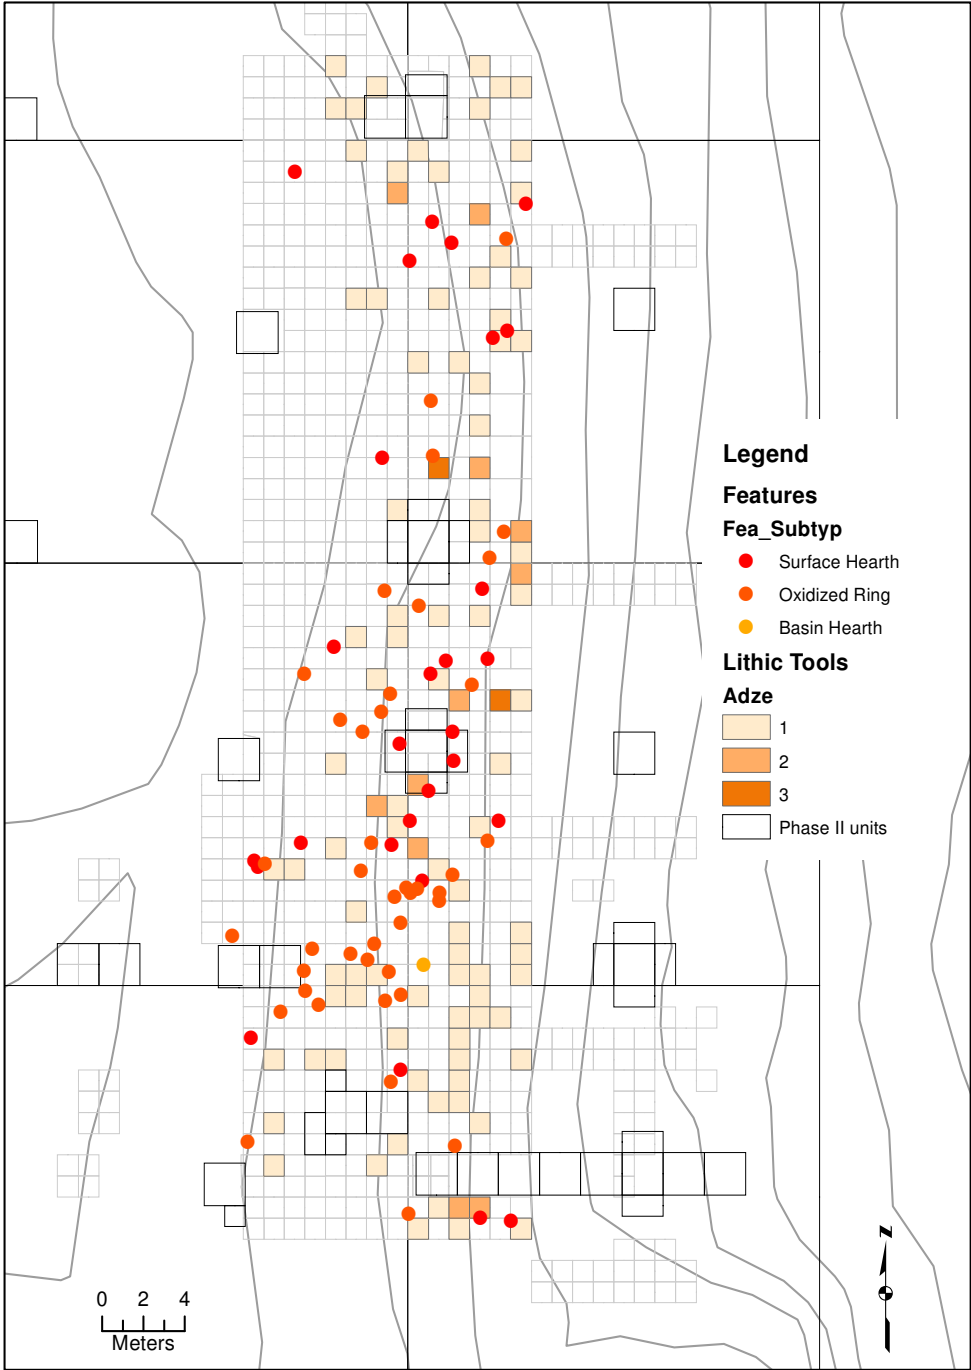 Legend
Features
Fea_Subtyp
Surface Hearth
Oxidized Ring
Basin Hearth
Lithic Tools
Adze
1
2
3
Phase II units
N
0 2 4
Meters